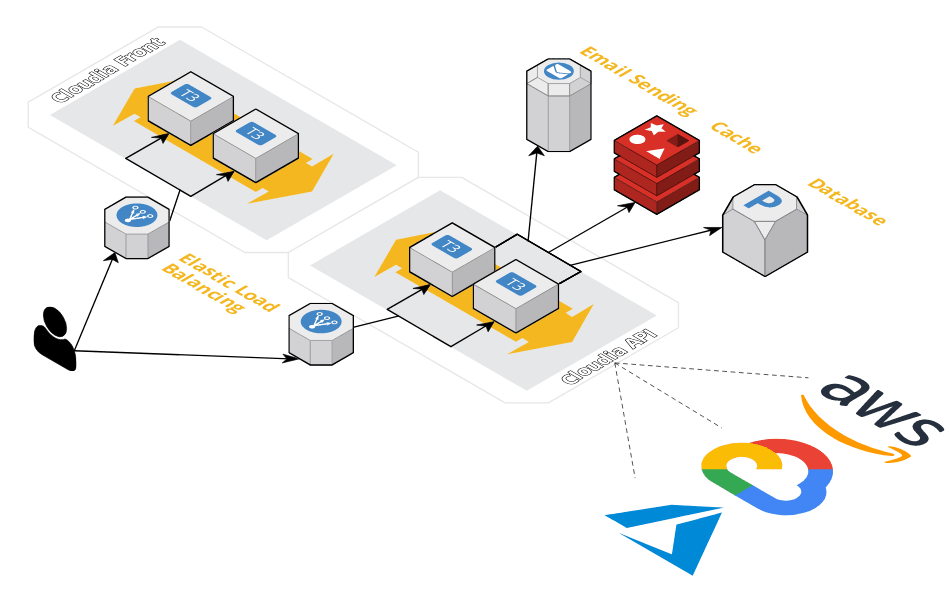 Cloudia Front
T3
T3
Email Sending
Cache
P
Database
Elastic Load
Balancing
T3
T3
Cloudia API
aws